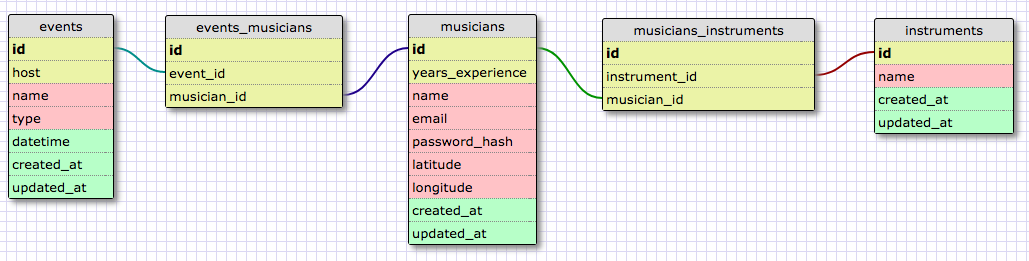 events
id
host
name
type
datetime
created_at
updated_at
events_musicians
id
event_id
musician_id
musicians
id
years_experience
name
email
password_hash
latitude
longitude
created_at
updated_at
musicians_instruments
id
instrument_id
musician_id
instruments
id
name
created_at
updated_at